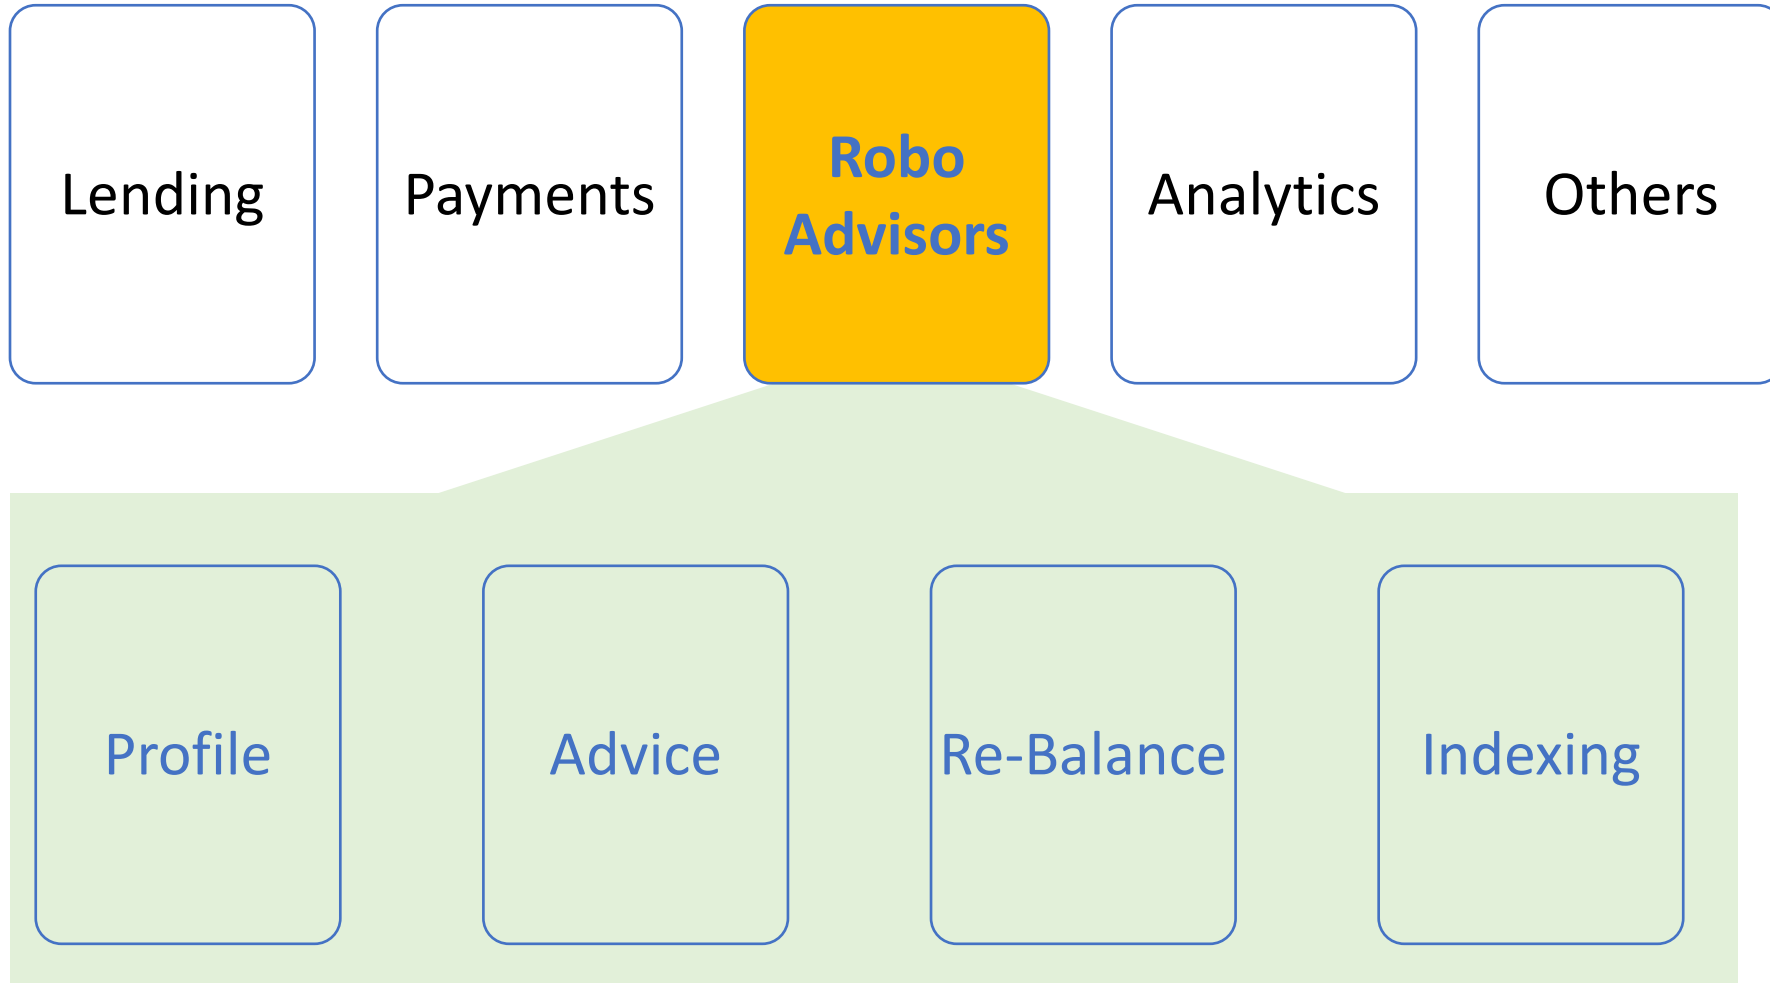 Lending
Payments
Robo
Advisors
Analytics
Others
Profile
Advice
Re-Balance
Indexing